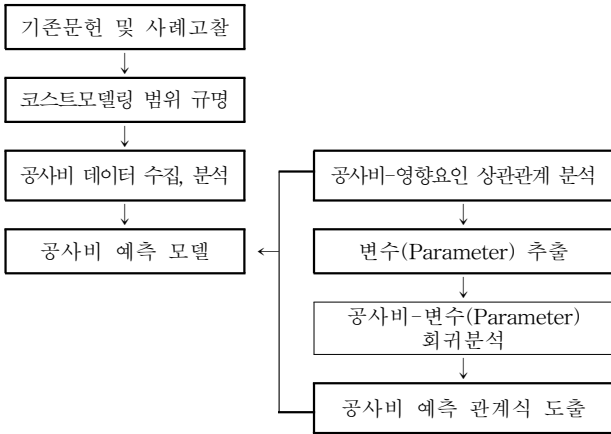 기존문헌 및 사례고찰
코스트모델링 범위 규명
공사비 데이터 수집, 분석
공사비 예측 모델
공사비-영향요인 상관관계 분석
변수(Parameter) 추출
공사비-변수(Parameter)
회귀분석
공사비 예측 관계식 도출